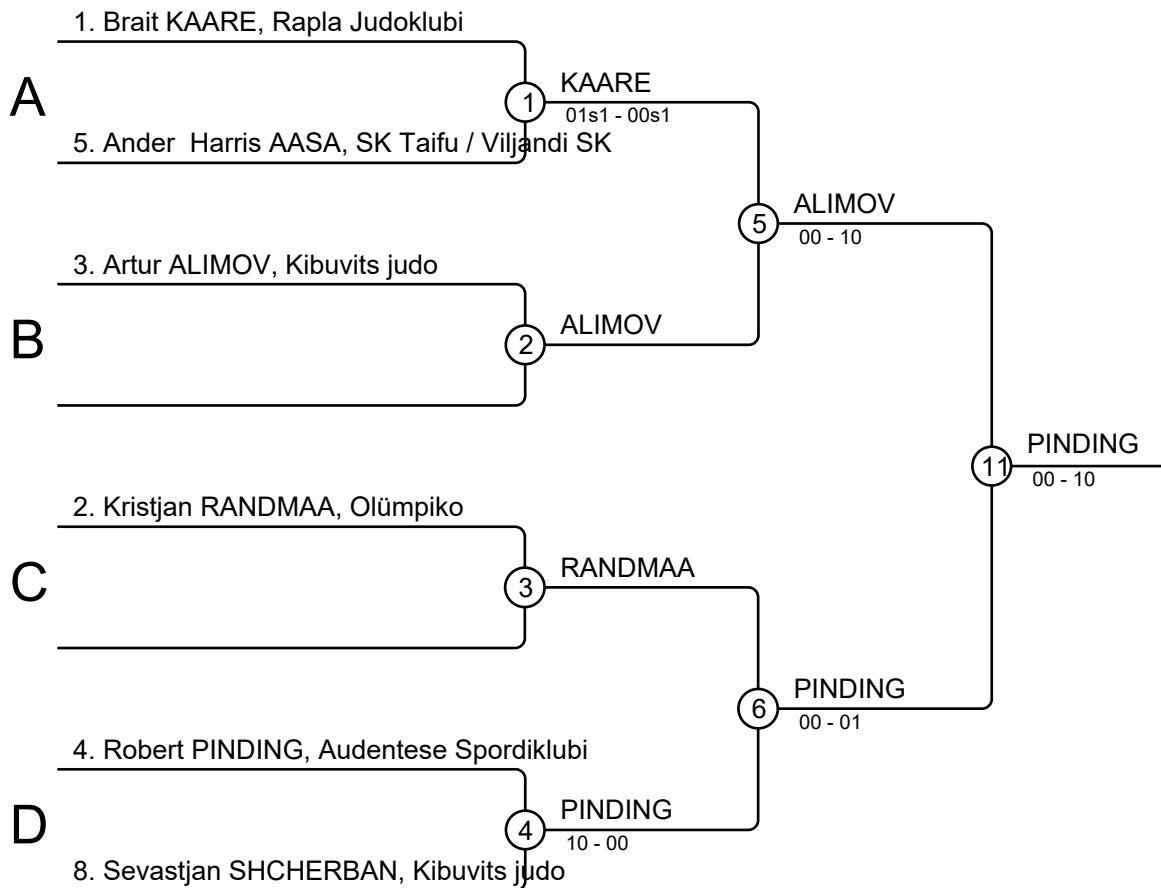 1. Brait KAARE, Rapla Judoklubi
A
1
KAARE
01s1 - 00s1
5. Ander  Harris AASA, SK Taifu / Viljandi SK
5
ALIMOV
00 - 10
3. Artur ALIMOV, Kibuvits judo
B
2
ALIMOV
11
PINDING
00 - 10
2. Kristjan RANDMAA, Olümpiko
C
3
RANDMAA
6
PINDING
00 - 01
4. Robert PINDING, Audentese Spordiklubi
D
4
PINDING
10 - 00
8. Sevastjan SHCHERBAN, Kibuvits judo